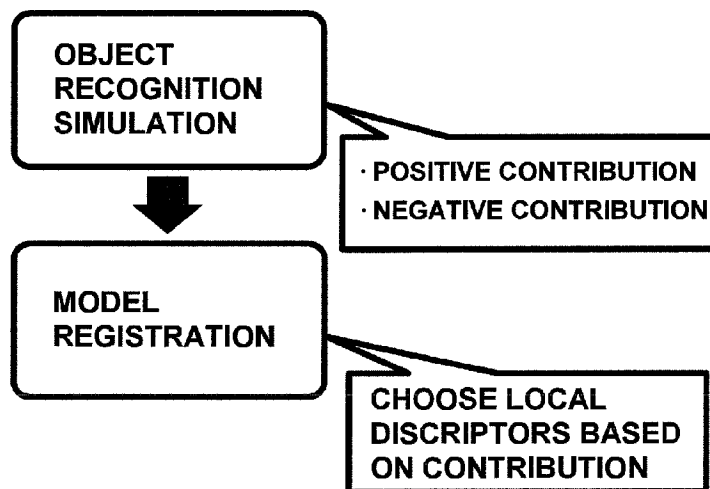 OBJECT
RECOGNITION
SIMULATION
· POSITIVE CONTRIBUTION
· NEGATIVE CONTRIBUTION
MODEL
REGISTRATION
CHOOSE LOCAL
DISCRIPTORS BASED
ON CONTRIBUTION